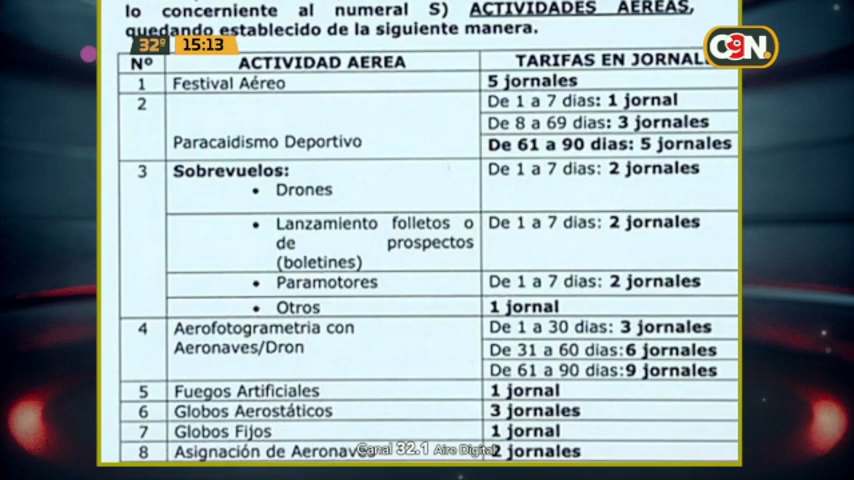 lo concerniente al numeral S) ACTIVIDADES AEREAS,
quedando establecido de la siguiente manera.
32º 15:13
C9N.
Nº ACTIVIDAD AEREA TARIFAS EN JORNAL
1 Festival Aéreo 5 jornales
2 De 1 a 7 dias: 1 jornal
De 8 a 69 dias: 3 jornales
Paracaidismo Deportivo De 61 a 90 dias: 5 jornales
3 Sobrevuelos: De 1 a 7 dias: 2 jornales
• Drones
• Lanzamiento folletos o De 1 a 7 dias: 2 jornales
de prospectos
(boletines)
• Paramotores De 1 a 7 dias: 2 jornales
• Otros 1 jornal
4 Aerofotogrametria con De 1 a 30 dias: 3 jornales
Aeronaves/Dron De 31 a 60 dias:6 jornales
De 61 a 90 dias:9 jornales
5 Fuegos Artificiales 1 jornal
6 Globos Aerostáticos 3 jornales
7 Globos Fijos 1 jornal
8 Asignación de Aeronaves 2 jornales
Canal 32.1 Aire Digital